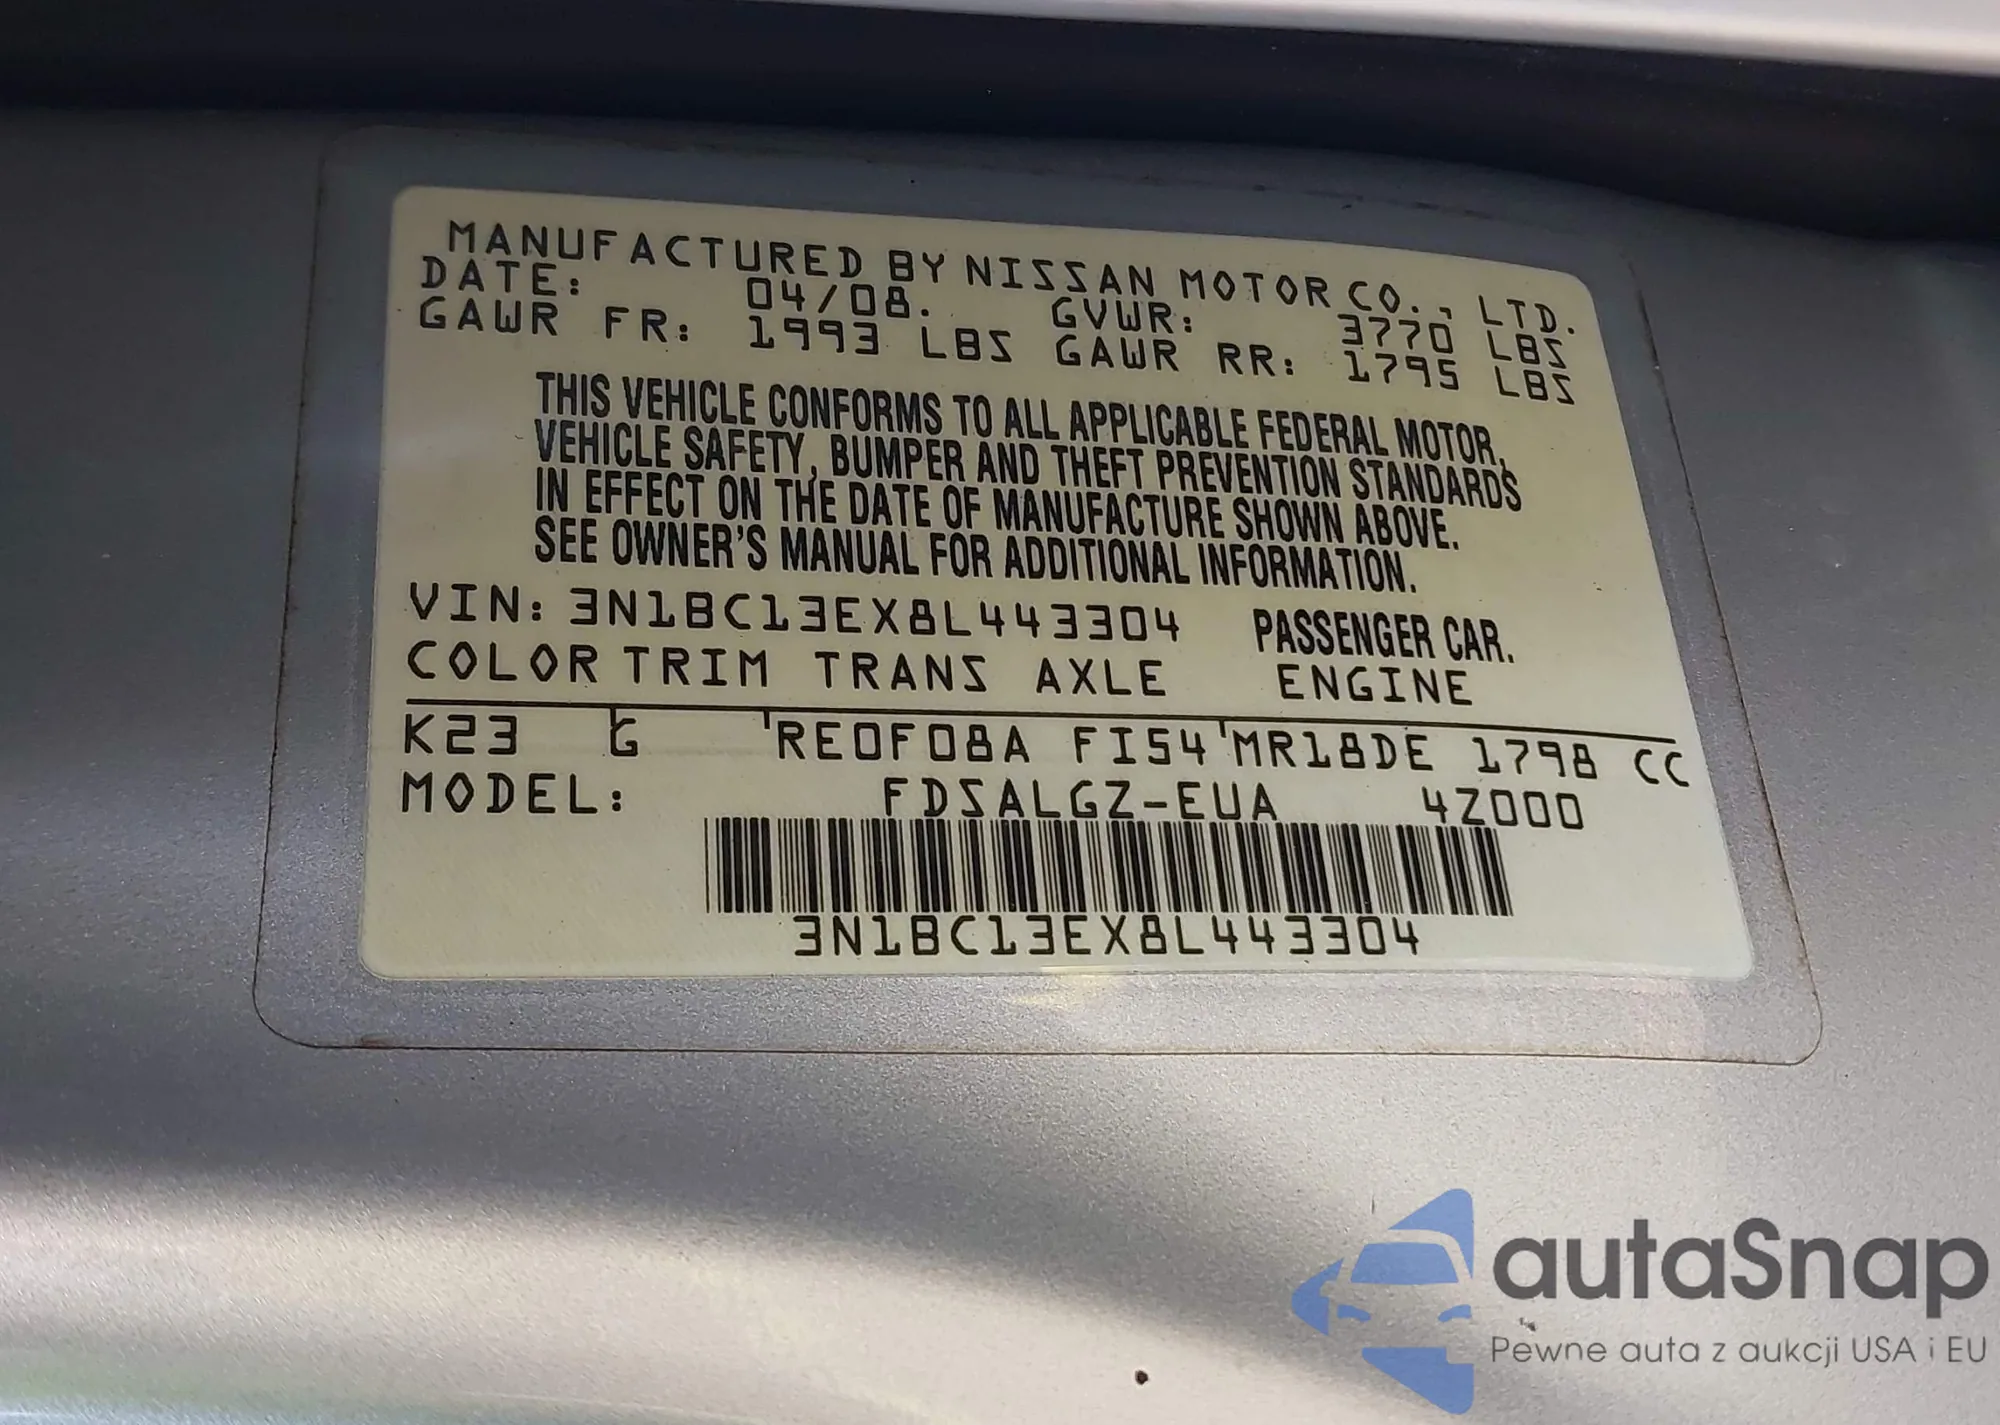 MANUFACTURED BY NISSAN MOTOR CO., LTD.
DATE: 04/08. GVWR: 3770 LBS
GAWR FR: 1993 LBS GAWR RR: 1795 LBS
THIS VEHICLE CONFORMS TO ALL APPLICABLE FEDERAL MOTOR,
VEHICLE SAFETY, BUMPER AND THEFT PREVENTION STANDARDS
IN EFFECT ON THE DATE OF MANUFACTURE SHOWN ABOVE.
SEE OWNER'S MANUAL FOR ADDITIONAL INFORMATION.
VIN: 3N1BC13EX8L443304 PASSENGER CAR.
COLOR TRIM TRANS AXLE ENGINE
K23 G RE0F08A FI54 MR18DE 1798 CC
MODEL: FDSALGZ-EUA 4Z000
3N1BC13EX8L443304
autaSnap
Pewne auta z aukcji USA i EU